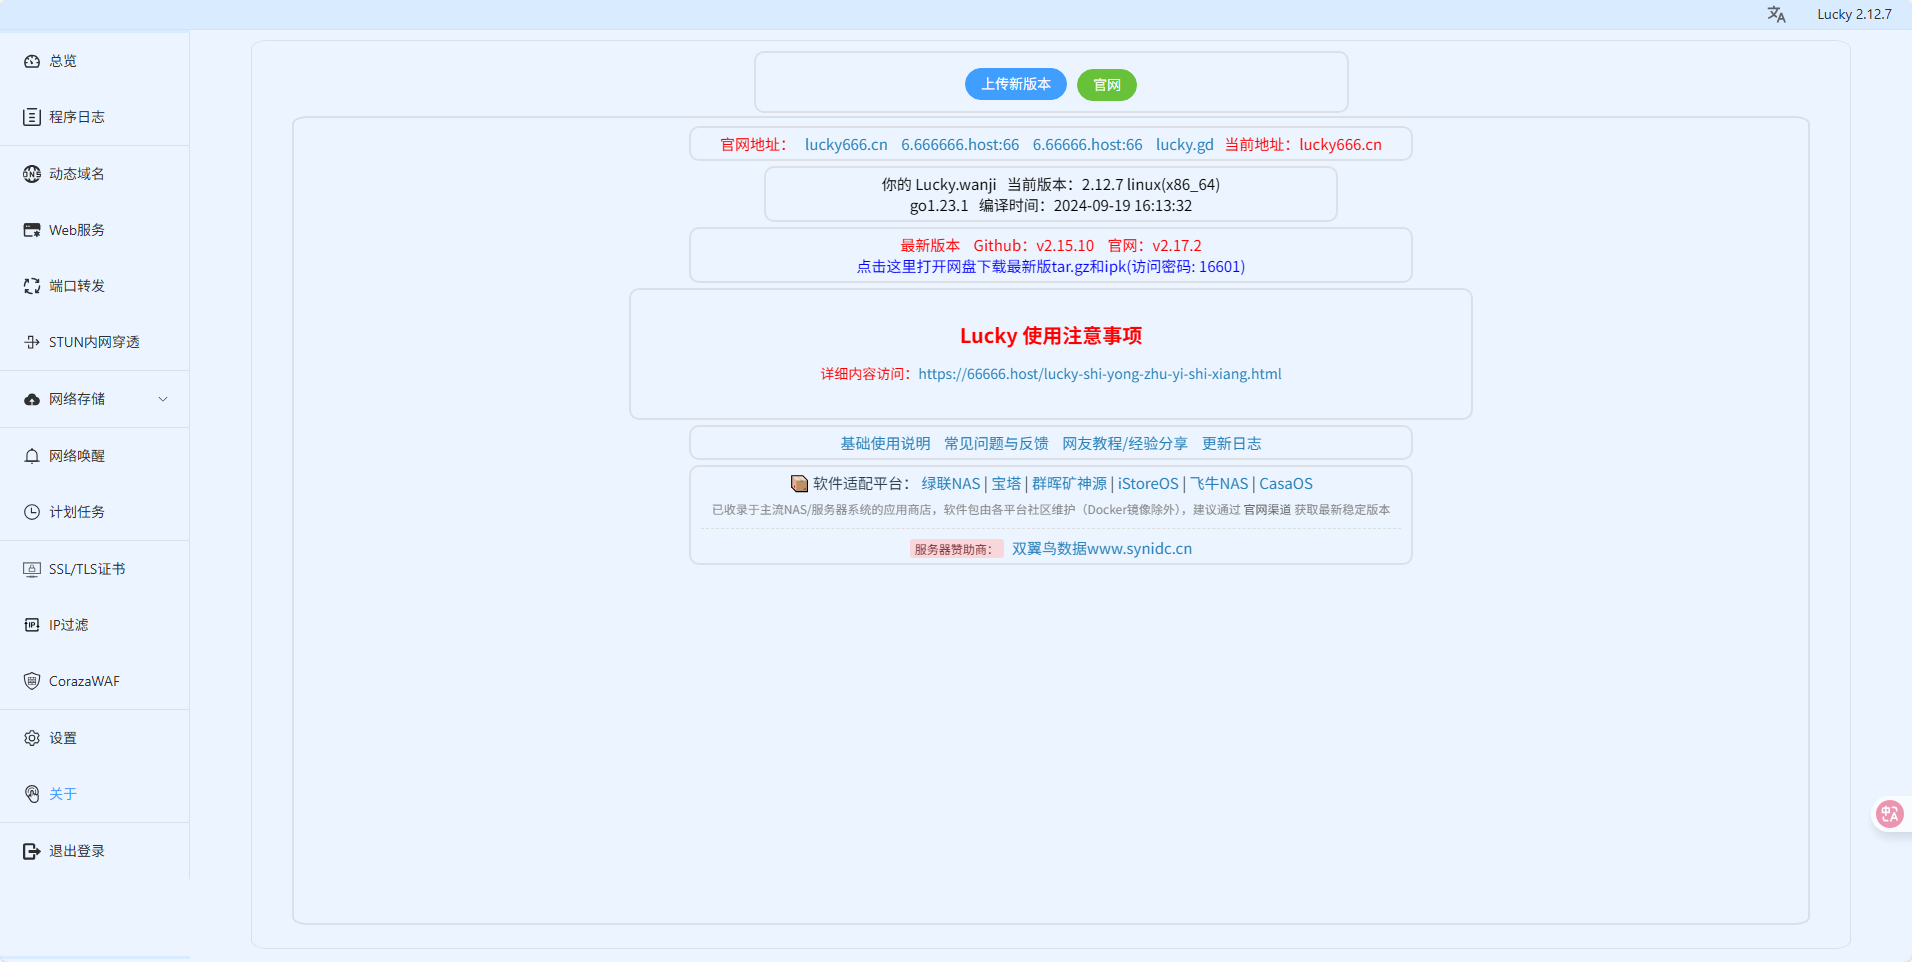 Lucky 2.12.7
总览
程序日志
动态域名
Web服务
端口转发
STUN内网穿透
网络存储
网络唤醒
计划任务
SSL/TLS证书
IP过滤
CorazaWAF
设置
关于
退出登录
上传新版本 官网
官网地址： lucky666.cn 6.666666.host:66 6.66666.host:66 lucky.gd 当前地址：lucky666.cn
你的 Lucky.wanji 当前版本：2.12.7 linux(x86_64)
go1.23.1 编译时间：2024-09-19 16:13:32
最新版本 Github：v2.15.10 官网：v2.17.2
点击这里打开网盘下载最新版tar.gz和ipk(访问密码: 16601)
Lucky 使用注意事项
详细内容访问：https://66666.host/lucky-shi-yong-zhu-yi-shi-xiang.html
基础使用说明 常见问题与反馈 网友教程/经验分享 更新日志
软件适配平台： 绿联NAS | 宝塔 | 群晖矿神源 | iStoreOS | 飞牛NAS | CasaOS
已收录于主流NAS/服务器系统的应用商店，软件包由各平台社区维护（Docker镜像除外），建议通过 官网渠道 获取最新稳定版本
服务器赞助商： 双翼鸟数据www.synidc.cn